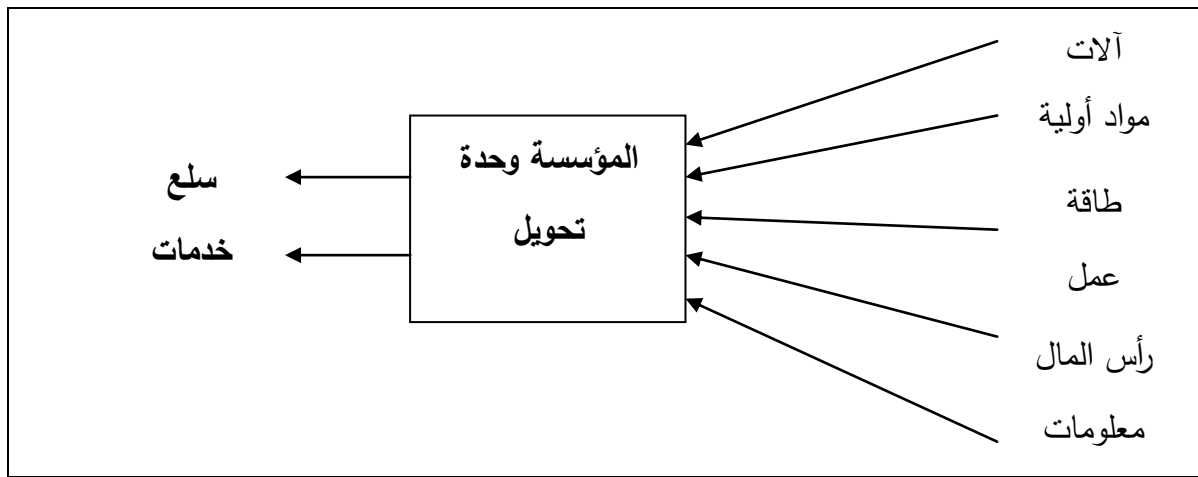 آلات
مواد أولية
طاقة
عمل
رأس المال
معلومات
المؤسسة وحدة
تحويل
سلع
خدمات